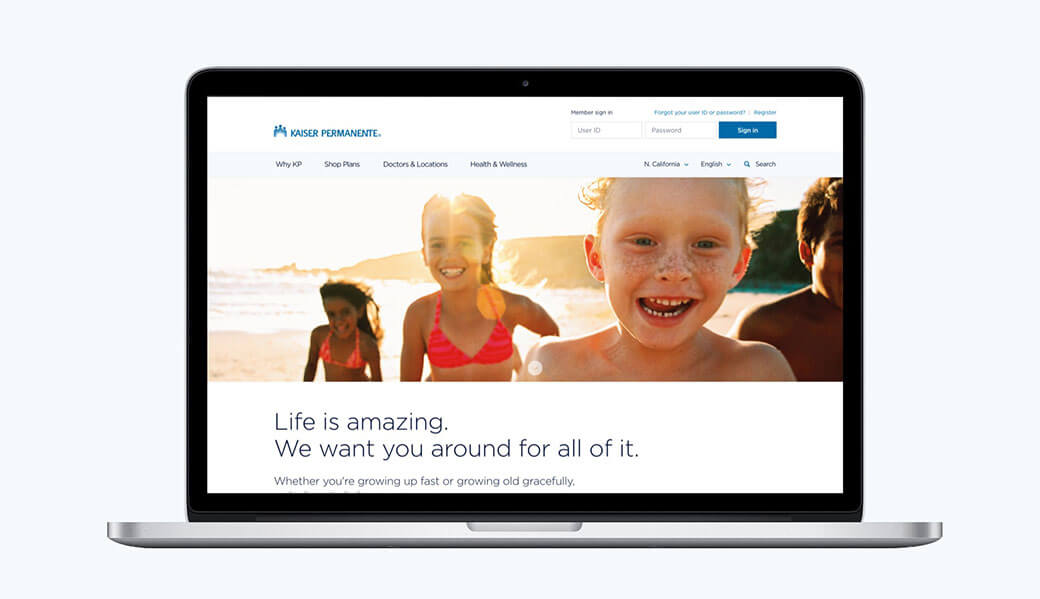 Member sign in
Forgot your user ID or password? | Register
KAISER PERMANENTE®
User ID
Password
Sign in
Why KP
Shop Plans
Doctors & Locations
Health & Wellness
N. California
English
Search
Life is amazing.
We want you around for all of it.
Whether you're growing up fast or growing old gracefully,